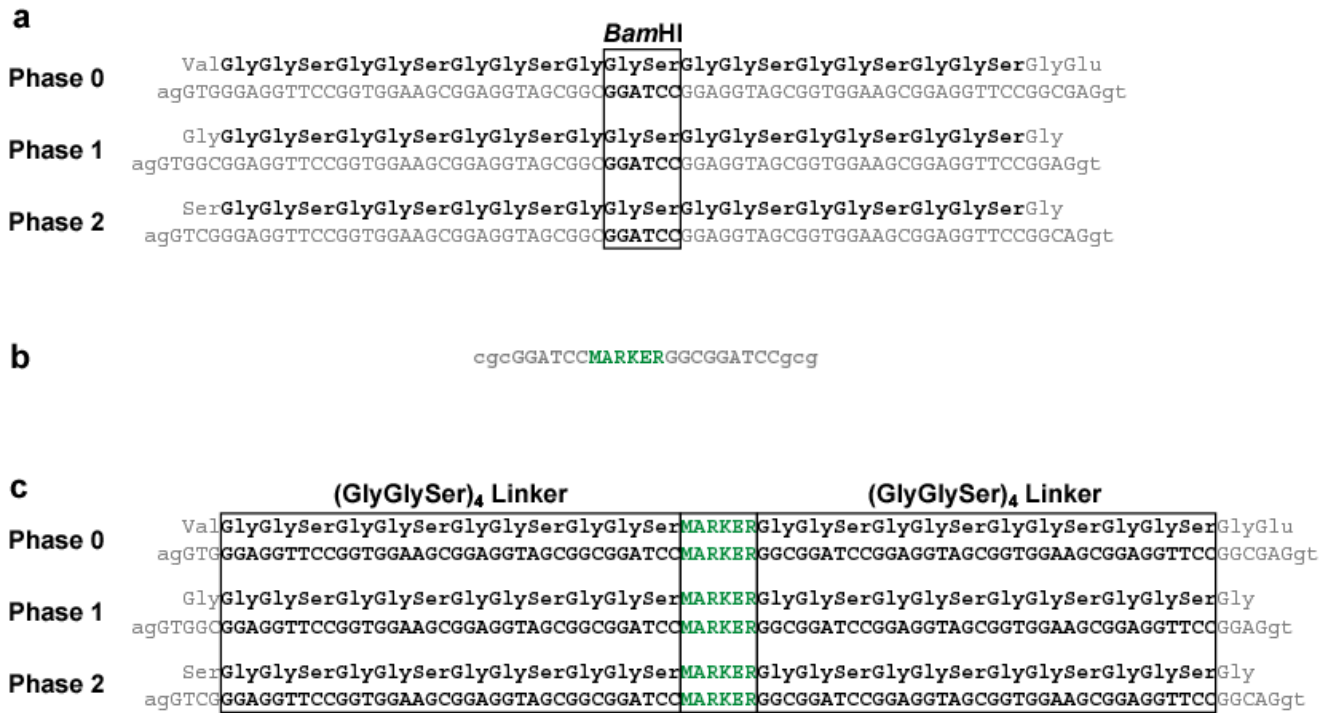 a
BamHI
Phase 0
ValGlyGlySerGlyGlySerGlyGlySerGlyGlySerGlyGlySerGlyGlySerGlyGlySerGlyGlu
agGTGGGAGGTTCCGGTGGAAGCGGAGGTAGCGGCGGATCCGGAGGTAGCGGTGGAAGCGGAGGTTCCGGCGAGgt
Phase 1
GlyGlyGlySerGlyGlySerGlyGlySerGlyGlySerGlyGlySerGlyGlySerGlyGlySerGly
agGTGGCGGAGGTTCCGGTGGAAGCGGAGGTAGCGGCGGATCCGGAGGTAGCGGTGGAAGCGGAGGTTCCGGAGgt
Phase 2
SerGlyGlySerGlyGlySerGlyGlySerGlyGlySerGlyGlySerGlyGlySerGlyGlySerGly
agGTCGGGAGGTTCCGGTGGAAGCGGAGGTAGCGGCGGATCCGGAGGTAGCGGTGGAAGCGGAGGTTCCGGCAGgt
b
cgcGGATCCMARKERGGCGGATCCgcg
c
(GlyGlySer)₄ Linker (GlyGlySer)₄ Linker
Phase 0
ValGlyGlySerGlyGlySerGlyGlySerGlyGlySerMARKERGlyGlySerGlyGlySerGlyGlySerGlyGlySerGlyGlu
agGTGGGAGGTTCCGGTGGAAGCGGAGGTAGCGGCGGATCCMARKERGGCGGATCCGGAGGTAGCGGTGGAAGCGGAGGTTCCGGCGAGgt
Phase 1
GlyGlyGlySerGlyGlySerGlyGlySerGlyGlySerMARKERGlyGlySerGlyGlySerGlyGlySerGlyGlySerGly
agGTGGCGGAGGTTCCGGTGGAAGCGGAGGTAGCGGCGGATCCMARKERGGCGGATCCGGAGGTAGCGGTGGAAGCGGAGGTTCCGGAGgt
Phase 2
SerGlyGlySerGlyGlySerGlyGlySerGlyGlySerMARKERGlyGlySerGlyGlySerGlyGlySerGlyGlySerGly
agGTCGGGAGGTTCCGGTGGAAGCGGAGGTAGCGGCGGATCCMARKERGGCGGATCCGGAGGTAGCGGTGGAAGCGGAGGTTCCGGCAGgt